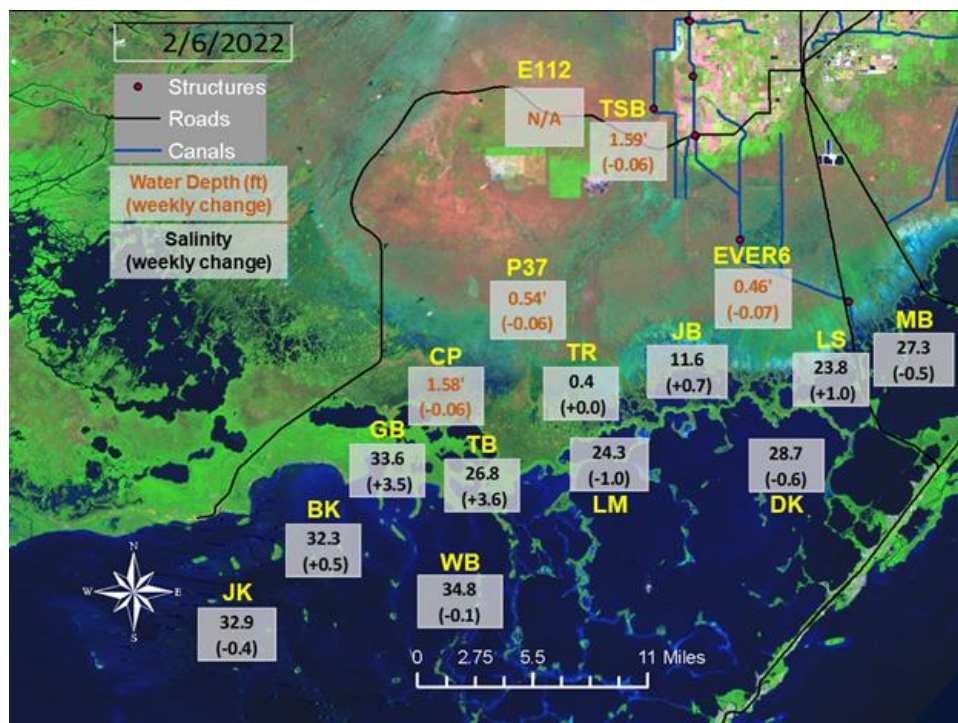 2/6/2022
Structures
Roads
Canals
Water Depth (ft)
(weekly change)
Salinity
(weekly change)
E112
N/A
TSB
1.59'
(-0.06)
P37
0.54'
(-0.06)
EVER6
0.46'
(-0.07)
CP
1.58'
(-0.06)
TR
0.4
(+0.0)
JB
11.6
(+0.7)
LS
23.8
(+1.0)
MB
27.3
(-0.5)
GB
33.6
(+3.5)
TB
26.8
(+3.6)
24.3
(-1.0)
LM
28.7
(-0.6)
DK
BK
32.3
(+0.5)
JK
32.9
(-0.4)
WB
34.8
(-0.1)
N
W
E
S
0 2.75 5.5 11 Miles